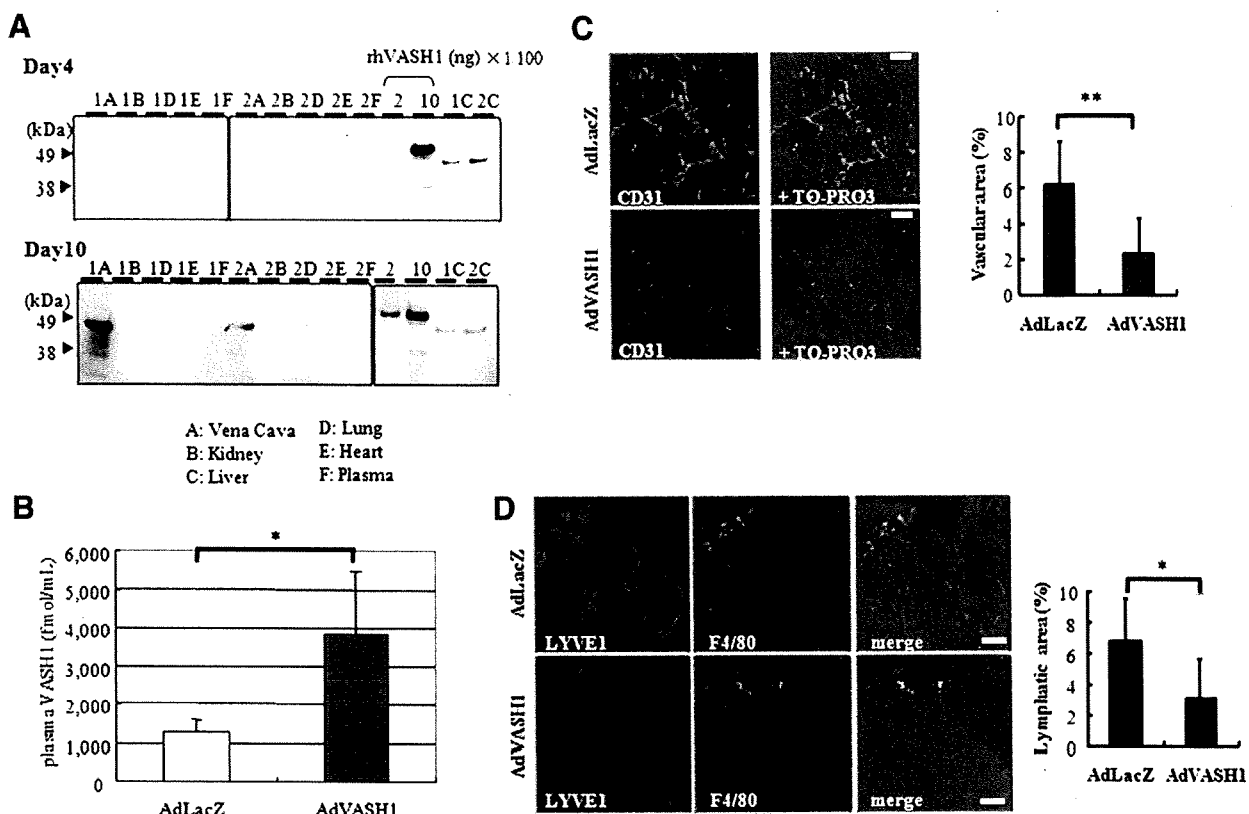 A
Day4
rhVASH1 (ng) × 1.100
1A 1B 1D 1E 1F 2A 2B 2D 2E 2F 2 10 1C 2C
(kDa)
49
38
Day10
1A 1B 1D 1E 1F 2A 2B 2D 2E 2F 2 10 1C 2C
(kDa)
49
38
A: Vena Cava D: Lung
B: Kidney E: Heart
C: Liver F: Plasma
B
*
plasma VASH1 (fmol/mL)
6,000
5,000
4,000
3,000
2,000
1,000
0
AdLacZ AdVASH1
C
AdLacZ
CD31 + TO-PRO3
AdVASH1
CD31 + TO-PRO3
**
Vascular area (%)
10
8
6
4
2
0
AdLacZ AdVASH1
D
AdLacZ
LYVE1 F4/80 merge
AdVASH1
LYVE1 F4/80 merge
*
Lymphatic area (%)
10
8
6
4
2
0
AdLacZ AdVASH1